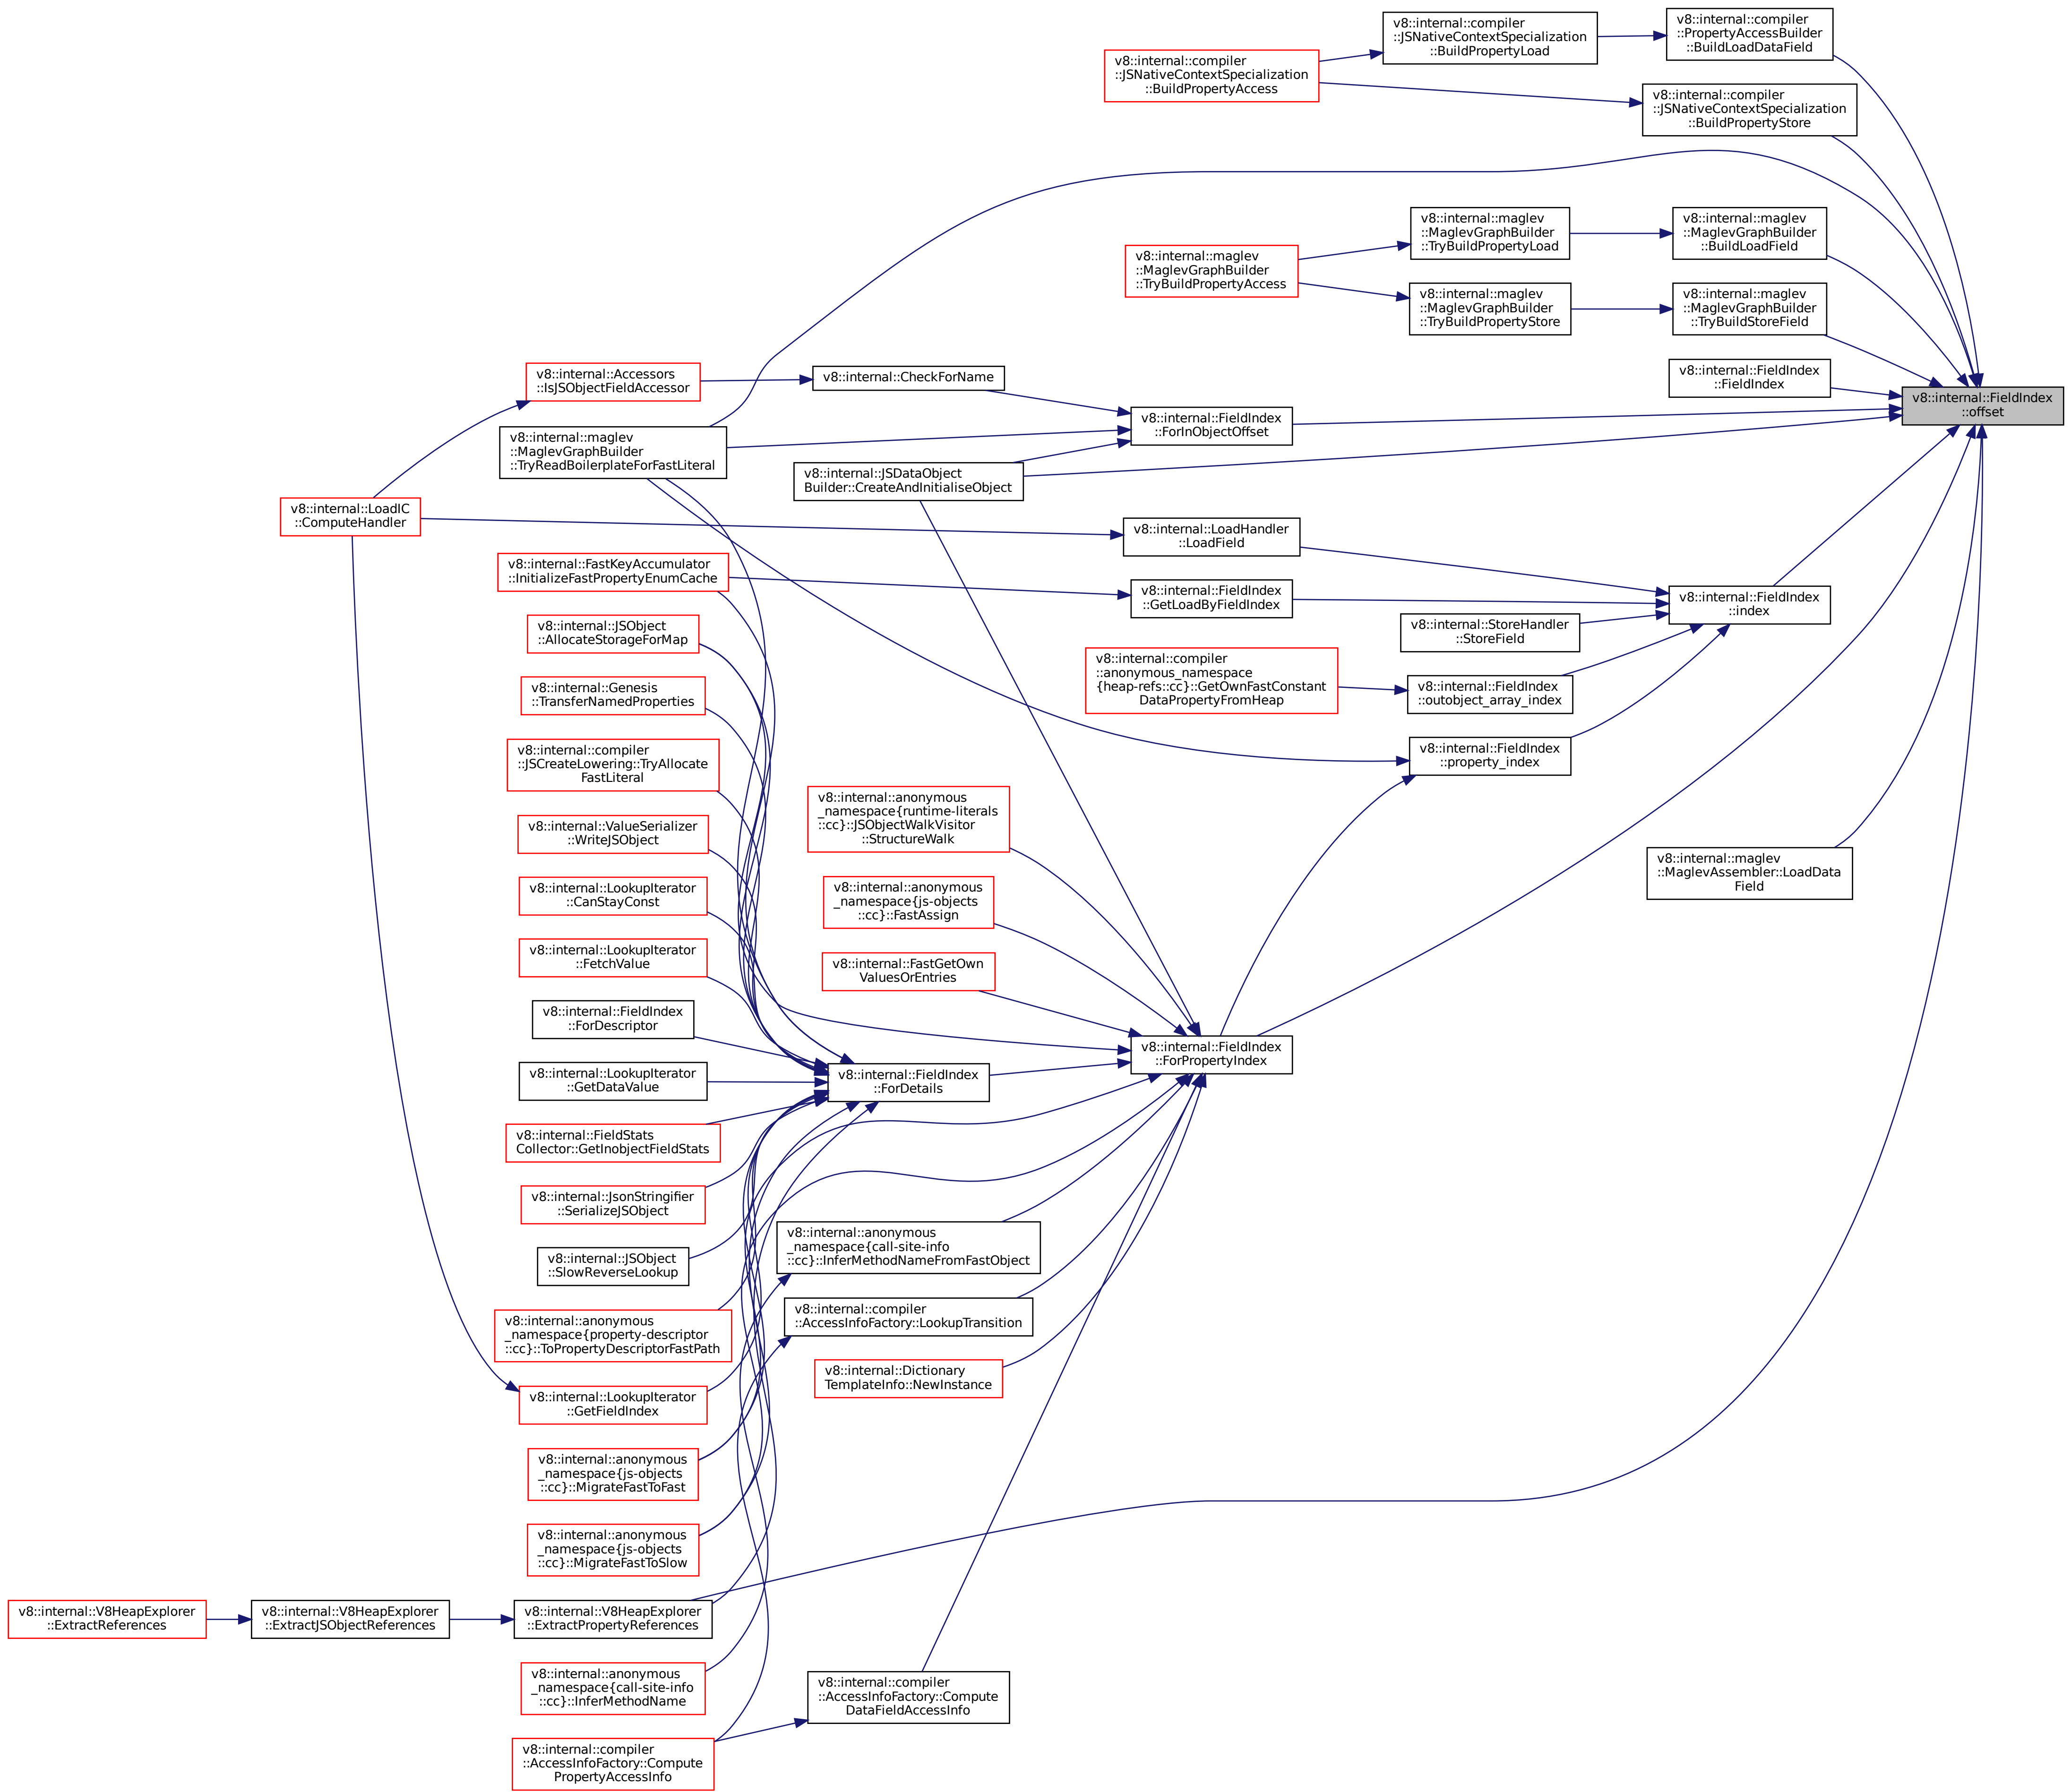 v8::internal::compiler
::JSNativeContextSpecialization
::BuildPropertyLoad
v8::internal::compiler
::PropertyAccessBuilder
::BuildLoadDataField
v8::internal::compiler
::JSNativeContextSpecialization
::BuildPropertyAccess
v8::internal::compiler
::JSNativeContextSpecialization
::BuildPropertyStore
v8::internal::maglev
::MaglevGraphBuilder
::TryBuildPropertyLoad
v8::internal::maglev
::MaglevGraphBuilder
::BuildLoadField
v8::internal::maglev
::MaglevGraphBuilder
::TryBuildPropertyAccess
v8::internal::maglev
::MaglevGraphBuilder
::TryBuildPropertyStore
v8::internal::maglev
::MaglevGraphBuilder
::TryBuildStoreField
v8::internal::Accessors
::IsJSObjectFieldAccessor
v8::internal::CheckForName
v8::internal::FieldIndex
::FieldIndex
v8::internal::FieldIndex
::offset
v8::internal::FieldIndex
::ForInObjectOffset
v8::internal::maglev
::MaglevGraphBuilder
::TryReadBoilerplateForFastLiteral
v8::internal::JSDataObject
Builder::CreateAndInitialiseObject
v8::internal::LoadIC
::ComputeHandler
v8::internal::LoadHandler
::LoadField
v8::internal::FastKeyAccumulator
::InitializeFastPropertyEnumCache
v8::internal::FieldIndex
::GetLoadByFieldIndex
v8::internal::FieldIndex
::index
v8::internal::JSObject
::AllocateStorageForMap
v8::internal::StoreHandler
::StoreField
v8::internal::Genesis
::TransferNamedProperties
v8::internal::compiler
::anonymous_namespace
{heap-refs::cc}::GetOwnFastConstant
DataPropertyFromHeap
v8::internal::FieldIndex
::outobject_array_index
v8::internal::compiler
::JSCreateLowering::TryAllocate
FastLiteral
v8::internal::FieldIndex
::property_index
v8::internal::ValueSerializer
::WriteJSObject
v8::internal::anonymous
_namespace{runtime-literals
::cc}::JSObjectWalkVisitor
::StructureWalk
v8::internal::maglev
::MaglevAssembler::LoadData
Field
v8::internal::LookupIterator
::CanStayConst
v8::internal::anonymous
_namespace{js-objects
::cc}::FastAssign
v8::internal::LookupIterator
::FetchValue
v8::internal::FastGetOwn
ValuesOrEntries
v8::internal::FieldIndex
::ForDescriptor
v8::internal::FieldIndex
::ForPropertyIndex
v8::internal::LookupIterator
::GetDataValue
v8::internal::FieldIndex
::ForDetails
v8::internal::FieldStats
Collector::GetInobjectFieldStats
v8::internal::JsonStringifier
::SerializeJSObject
v8::internal::JSObject
::SlowReverseLookup
v8::internal::anonymous
_namespace{call-site-info
::cc}::InferMethodNameFromFastObject
v8::internal::anonymous
_namespace{property-descriptor
::cc}::ToPropertyDescriptorFastPath
v8::internal::compiler
::AccessInfoFactory::LookupTransition
v8::internal::Dictionary
TemplateInfo::NewInstance
v8::internal::LookupIterator
::GetFieldIndex
v8::internal::anonymous
_namespace{js-objects
::cc}::MigrateFastToFast
v8::internal::anonymous
_namespace{js-objects
::cc}::MigrateFastToSlow
v8::internal::V8HeapExplorer
::ExtractReferences
v8::internal::V8HeapExplorer
::ExtractJSObjectReferences
v8::internal::V8HeapExplorer
::ExtractPropertyReferences
v8::internal::anonymous
_namespace{call-site-info
::cc}::InferMethodName
v8::internal::compiler
::AccessInfoFactory::Compute
DataFieldAccessInfo
v8::internal::compiler
::AccessInfoFactory::Compute
PropertyAccessInfo